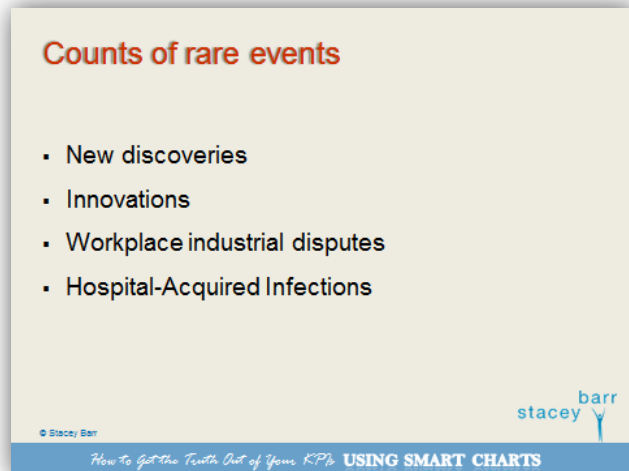 Counts of rare events
▪ New discoveries
▪ Innovations
▪ Workplace industrial disputes
▪ Hospital-Acquired Infections
barr
stacey
© Stacey Barr
How to Get the Truth Out of Your KPIs USING SMART CHARTS